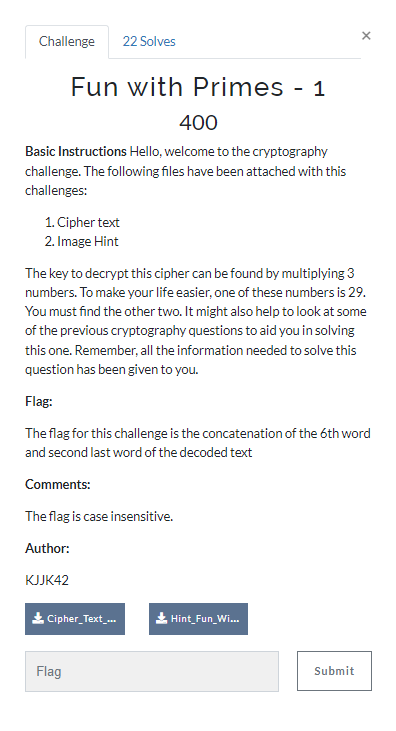 Challenge
22 Solves
×
Fun with Primes - 1
400
Basic Instructions Hello, welcome to the cryptography
challenge. The following files have been attached with this
challenges:
1. Cipher text
2. Image Hint
The key to decrypt this cipher can be found by multiplying 3
numbers. To make your life easier, one of these numbers is 29.
You must find the other two. It might also help to look at some
of the previous cryptography questions to aid you in solving
this one. Remember, all the information needed to solve this
question has been given to you.
Flag:
The flag for this challenge is the concatenation of the 6th word
and second last word of the decoded text
Comments:
The flag is case insensitive.
Author:
KJJK42
Cipher_Text_...
Hint_Fun_Wi...
Flag
Submit